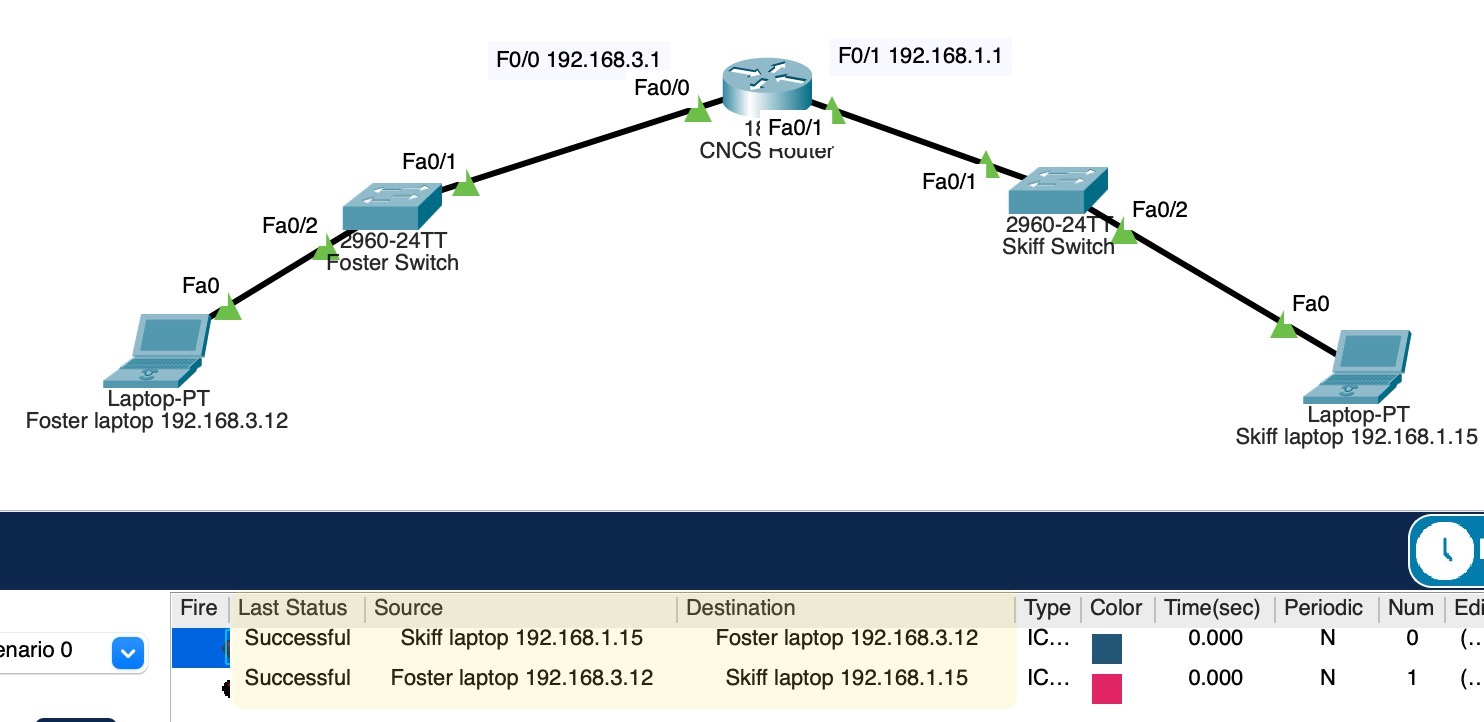 F0/0 192.168.3.1
F0/1 192.168.1.1
Fa0/0
Fa0/1
CNCS Router
Fa0/1
Fa0/1
Fa0/2
2960-24TT
Foster Switch
2960-24TT
Skiff Switch
Fa0/2
Fa0
Fa0
Laptop-PT
Foster laptop 192.168.3.12
Laptop-PT
Skiff laptop 192.168.1.15
Fire Last Status Source Destination Type Color Time(sec) Periodic Num Edi
enario 0
Successful Skiff laptop 192.168.1.15 Foster laptop 192.168.3.12 IC... 0.000 N 0 (..
Successful Foster laptop 192.168.3.12 Skiff laptop 192.168.1.15 IC... 0.000 N 1 (..